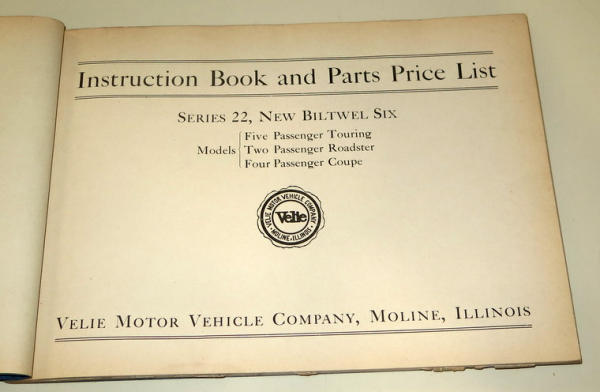 Instruction Book and Parts Price List
Series 22, New Biltwel Six
Models
Five Passenger Touring
Two Passenger Roadster
Four Passenger Coupe
VELIE MOTOR VEHICLE COMPANY
Velie
MOLINE, ILLINOIS
Velie Motor Vehicle Company, Moline, Illinois